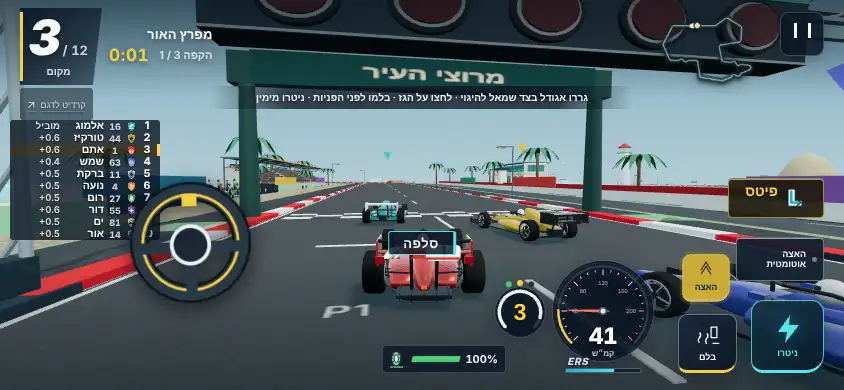 3 / 12
מקום
מפרץ האור
הקפה 1 / 3
0:01
קרדיט לדגם
מרוצי העיר
גררו אגודל בצד שמאל להיגוי · לחצו על הגז · בלמו לפני הפניות · ניטרו מימין
1 אלמוג 16 מוביל
2 טורקיז 44 +0.6
3 אתם 1 +0.6
4 שמש 63 +0.4
5 ברקת 11 +0.5
6 נועה 4 +0.5
7 רום 27 +0.5
דור 55 +0.6
ים 81 +0.5
אור 14 +0.5
סלפה
P1
פיטס
L
האצה
אוטומטית
האצה
בלם
ניטרו
3
80
120
160
200
41
קמ״ש
ERS
100%